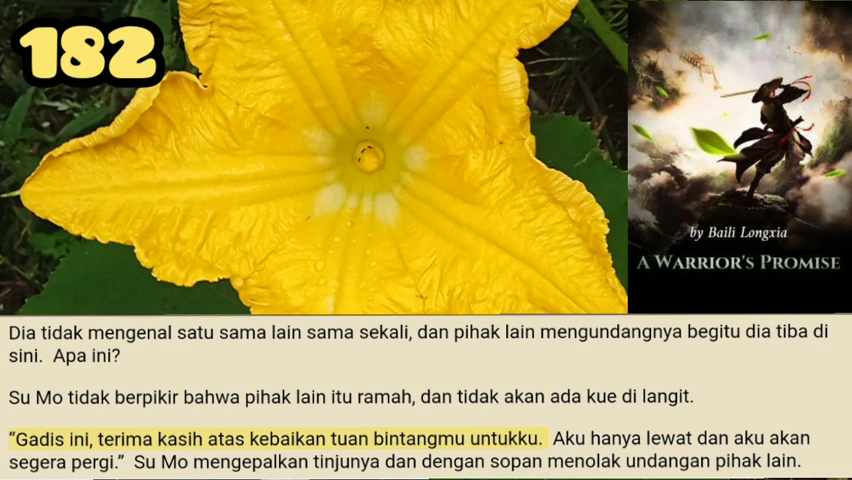 182
by Baili Longxia
A WARRIOR'S PROMISE
Dia tidak mengenal satu sama lain sama sekali, dan pihak lain mengundangnya begitu dia tiba di
sini.  Apa ini?
Su Mo tidak berpikir bahwa pihak lain itu ramah, dan tidak akan ada kue di langit.
“Gadis ini, terima kasih atas kebaikan tuan bintangmu untukku.  Aku hanya lewat dan aku akan
segera pergi.”  Su Mo mengepalkan tinjunya dan dengan sopan menolak undangan pihak lain.